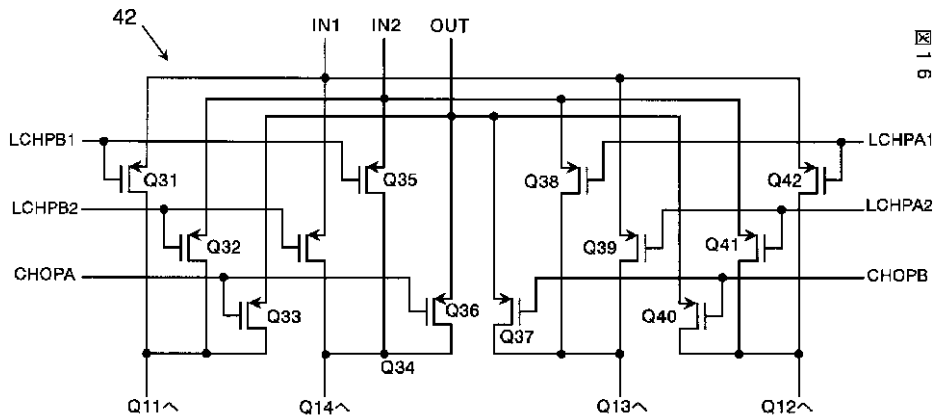 42
IN1 IN2 OUT
図16
LCHPB1
LCHPA1
Q31
Q35
Q38
Q42
LCHPB2
LCHPA2
Q32
Q39
Q41
CHOPA
CHOPB
Q33
Q36
Q37
Q40
Q34
Q11へ
Q14へ
Q13へ
Q12へ